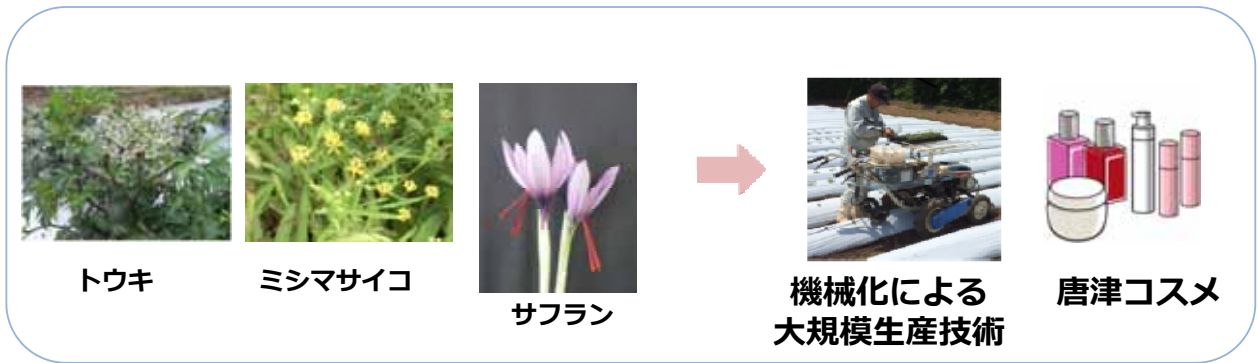 トウキ
ミシマサイコ
サフラン
機械化による
大規模生産技術
唐津コスメ